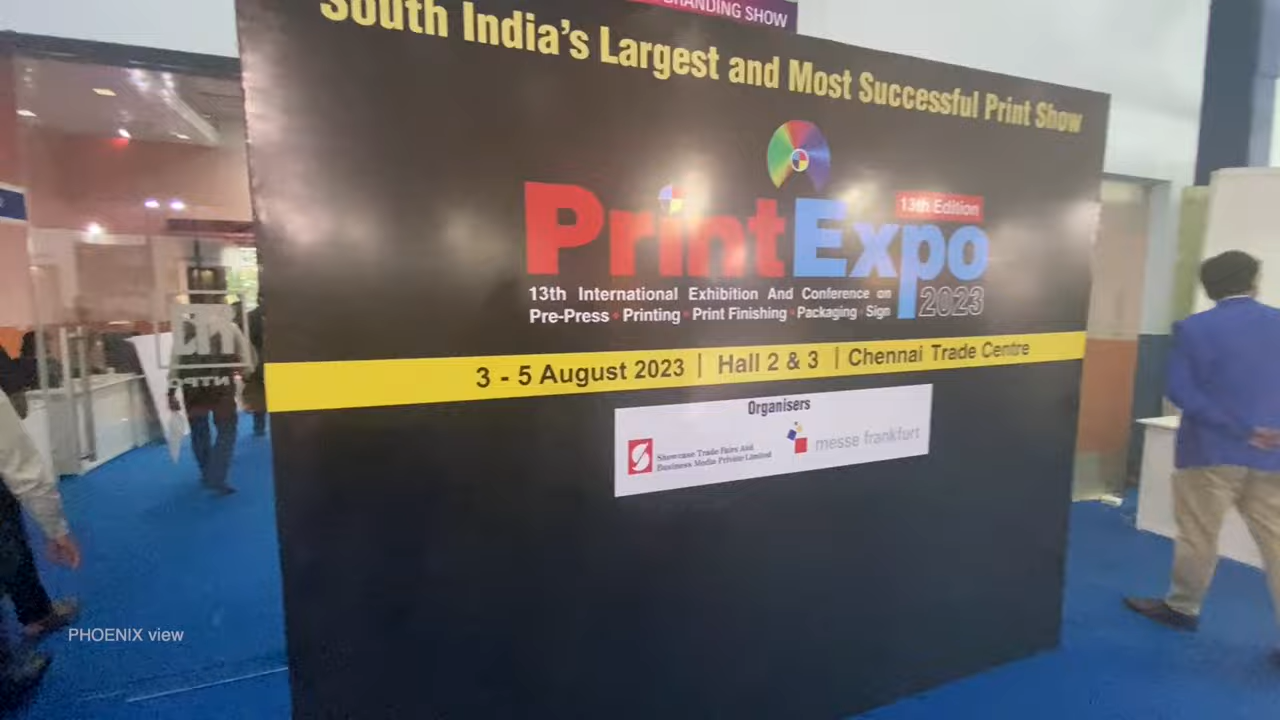 BRANDING SHOW
South India's Largest and Most Successful Print Show
PrintExpo
13th Edition
2023
13th International Exhibition And Conference on
Pre-Press • Printing • Print Finishing • Packaging • Sign
3 - 5 August 2023 | Hall 2 & 3 | Chennai Trade Centre
Organisers
Showcase Trade Fairs And
Business Media Private Limited
messe frankfurt
PHOENIX view